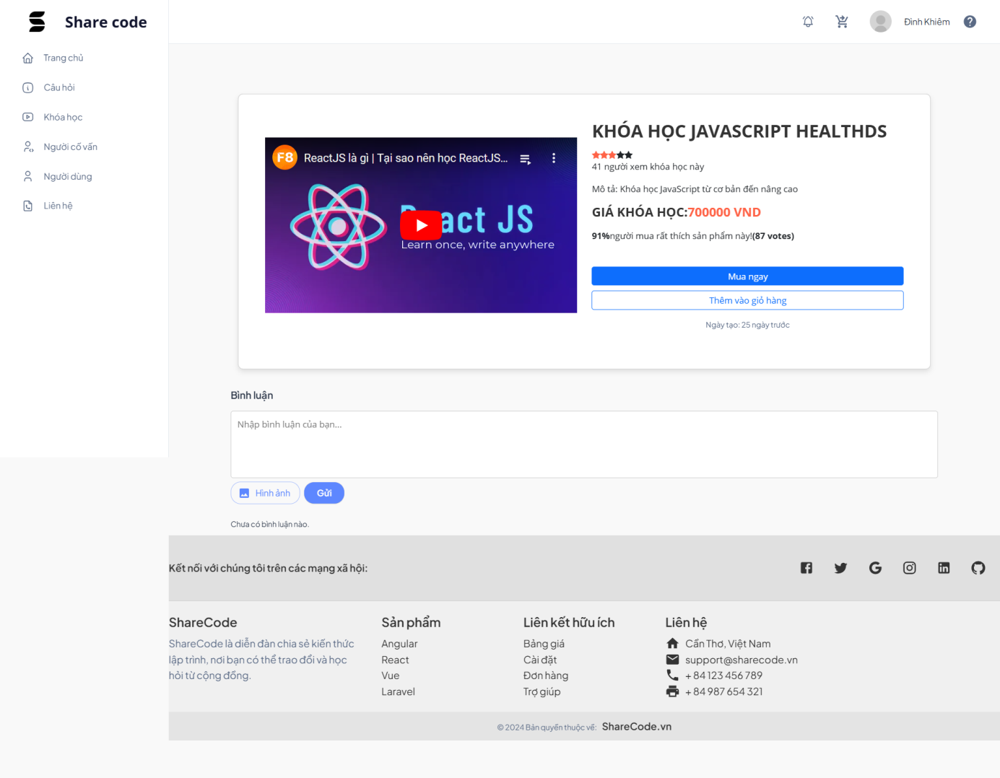 Share code
Đình Khiêm
Trang chủ
Câu hỏi
Khóa học
Người cố vấn
Người dùng
Liên hệ
F8 ReactJS là gì | Tại sao nên học ReactJS...
React JS
Learn once, write anywhere
KHÓA HỌC JAVASCRIPT HEALTHDS
41 người xem khóa học này
Mô tả: Khóa học JavaScript từ cơ bản đến nâng cao
GIÁ KHÓA HỌC:700000 VND
91%người mua rất thích sản phẩm này!(87 votes)
Mua ngay
Thêm vào giỏ hàng
Ngày tạo: 25 ngày trước
Bình luận
Nhập bình luận của bạn...
Hình ảnh
Gửi
Chưa có bình luận nào.
Kết nối với chúng tôi trên các mạng xã hội:
ShareCode
ShareCode là diễn đàn chia sẻ kiến thức
lập trình, nơi bạn có thể trao đổi và học
hỏi từ cộng đồng.
Sản phẩm
Angular
React
Vue
Laravel
Liên kết hữu ích
Bảng giá
Cài đặt
Đơn hàng
Trợ giúp
Liên hệ
Cần Thơ, Việt Nam
support@sharecode.vn
+ 84 123 456 789
+ 84 987 654 321
© 2024 Bản quyền thuộc về: ShareCode.vn